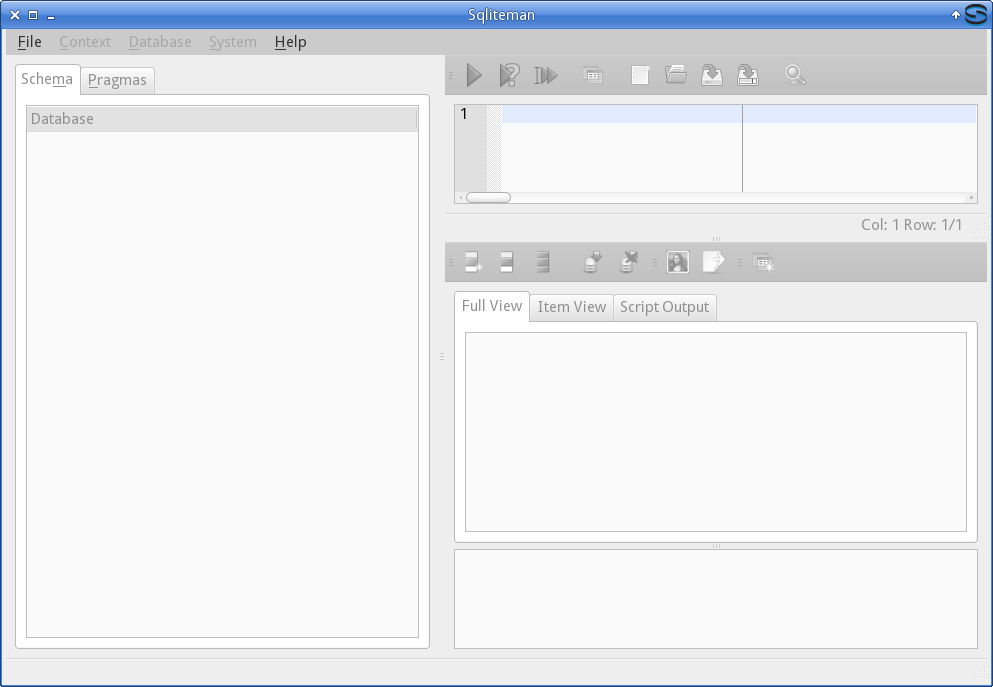 Sqliteman
File Context Database System Help
Schema Pragmas
Database
1
Col: 1 Row: 1/1
Full View Item View Script Output